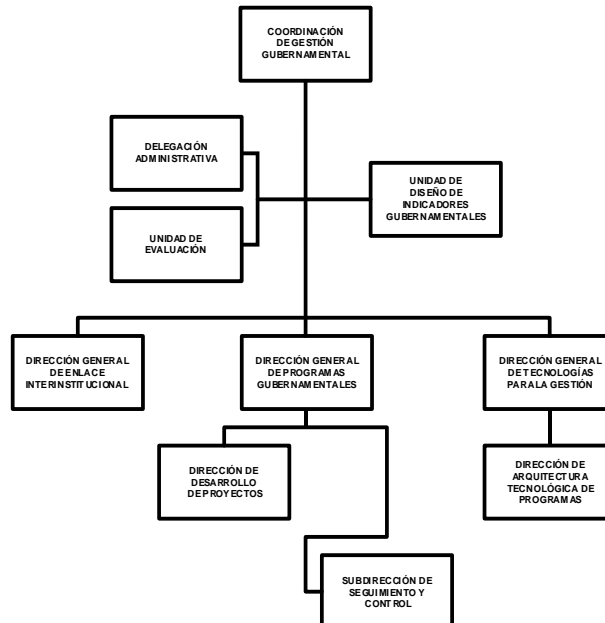 COORDINACIÓN
DE GESTIÓN
GUBERNAMENTAL
DELEGACIÓN
ADMINISTRATIVA
UNIDAD DE
DISEÑO DE
INDICADORES
GUBERNAMENTALES
UNIDAD DE
EVALUACIÓN
DIRECCIÓN GENERAL
DE ENLACE
INTERINSTITUCIONAL
DIRECCIÓN GENERAL
DE PROGRAMAS
GUBERNAMENTALES
DIRECCIÓN GENERAL
DE TECNOLOGÍAS
PARA LA GESTIÓN
DIRECCIÓN DE
DESARROLLO
DE PROYECTOS
DIRECCIÓN DE
ARQUITECTURA
TECNOLÓGICA DE
PROGRAMAS
SUBDIRECCIÓN DE
SEGUIMIENTO Y
CONTROL